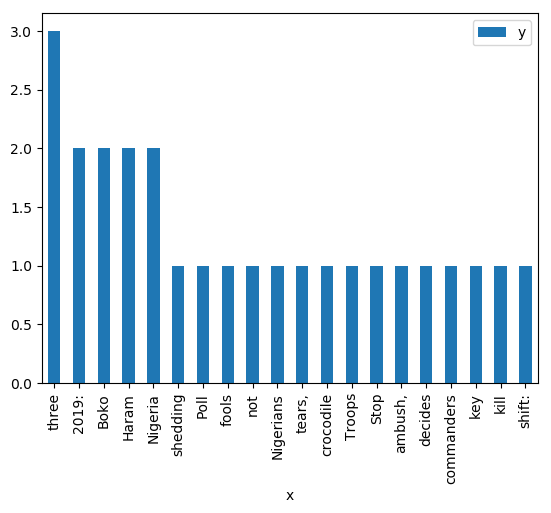 y
3.0
2.5
2.0
1.5
1.0
0.5
0.0
three
2019:
Boko
Haram
Nigeria
shedding
Poll
fools
not
Nigerians
tears,
crocodile
Troops
Stop
ambush,
decides
commanders
key
kill
shift:
x